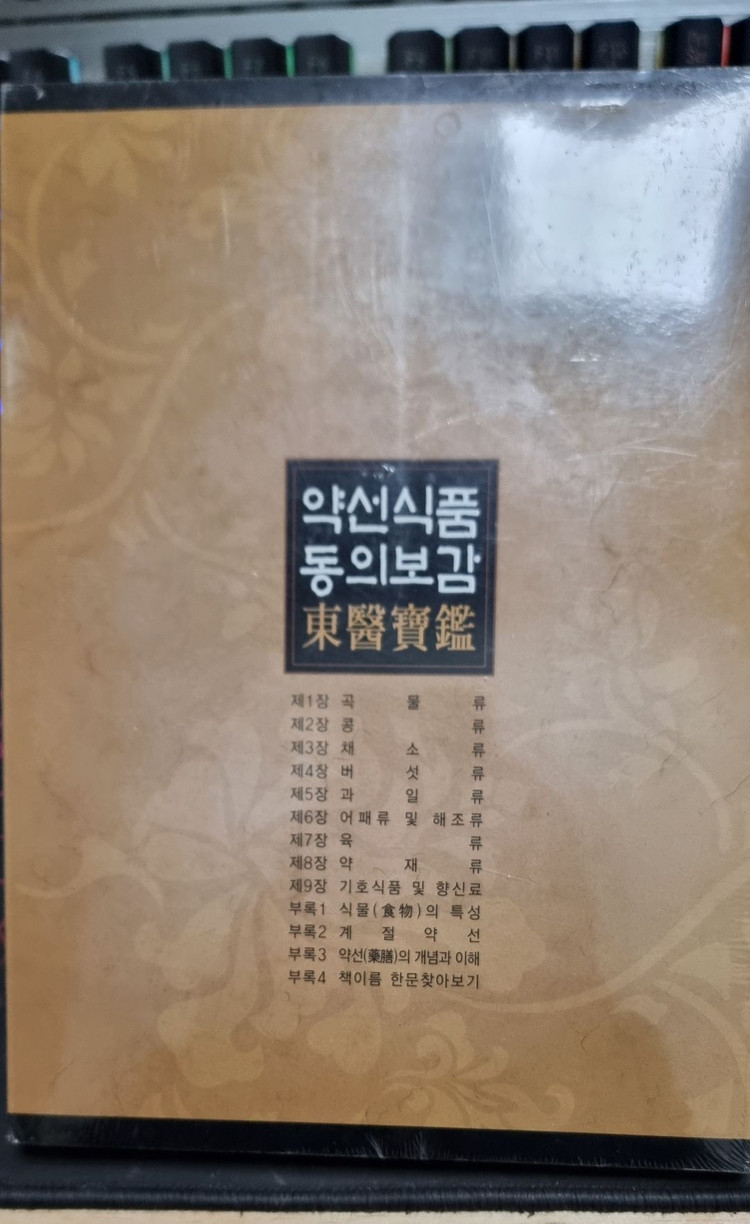 약선식품
동의보감
東醫寶鑑
제1장 곡 물 류
제2장 콩 류
제3장 채 소 류
제4장 버 섯 류
제5장 과 일 류
제6장 어패류 및 해조류
제7장 육 류
제8장 약 재 류
제9장 기호식품 및 향신료
부록1 식물(食物)의 특성
부록2 계 절 약 선
부록3 약선(藥膳)의 개념과 이해
부록4 책이름 한문찾아보기